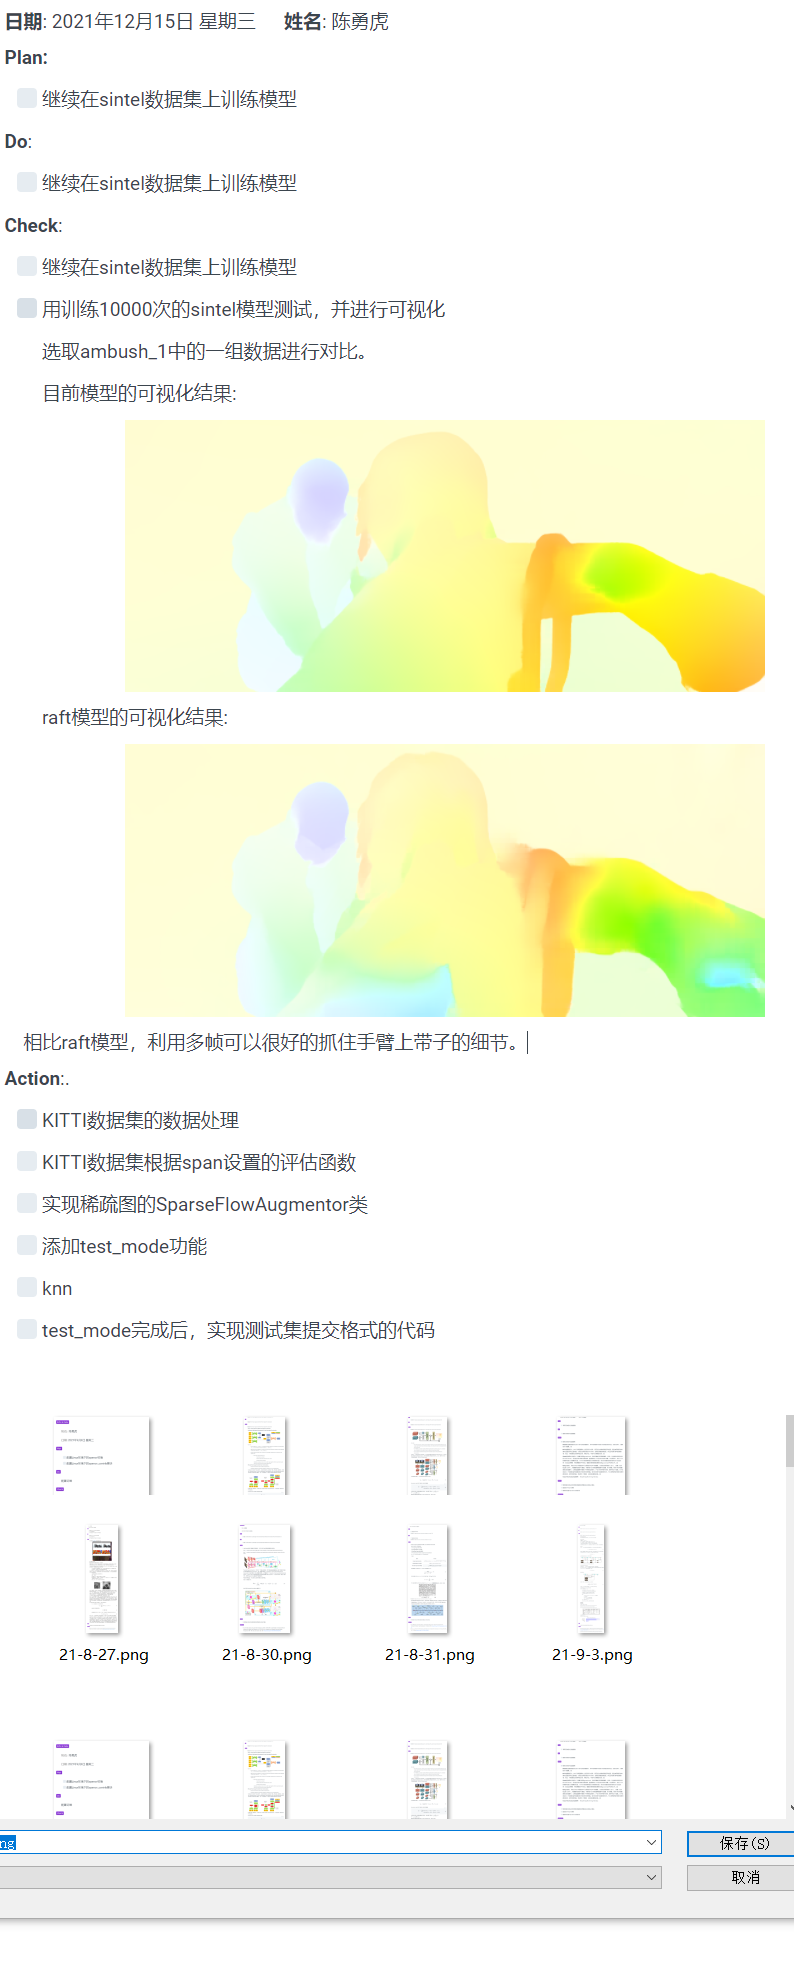 日期: 2021年12月15日 星期三 姓名: 陈勇虎
Plan:
继续在sintel数据集上训练模型
Do:
继续在sintel数据集上训练模型
Check:
继续在sintel数据集上训练模型
用训练10000次的sintel模型测试，并进行可视化
选取ambush_1中的一组数据进行对比。
目前模型的可视化结果:
raft模型的可视化结果:
相比raft模型，利用多帧可以很好的抓住手臂上带子的细节。
Action:.
KITTI数据集的数据处理
KITTI数据集根据span设置的评估函数
实现稀疏图的SparseFlowAugmentor类
添加test_mode功能
knn
test_mode完成后，实现测试集提交格式的代码
21-8-27.png 21-8-30.png 21-8-31.png 21-9-3.png
ng 保存(S)
取消